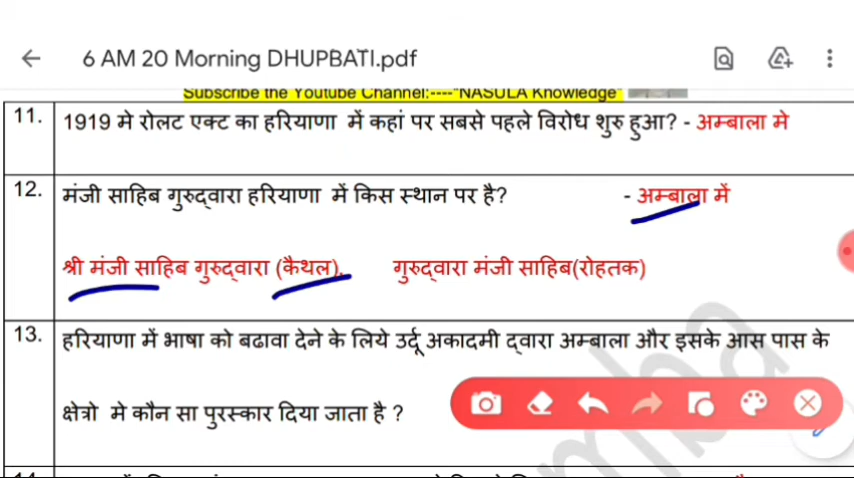 6 AM 20 Morning DHUPBATI.pdf
Subscribe the Youtube Channel:----"NASULA Knowledge"
11. 1919 मे रोलट एक्ट का हरियाणा में कहां पर सबसे पहले विरोध शुरु हुआ? - अम्बाला मे
12. मंजी साहिब गुरुद्वारा हरियाणा में किस स्थान पर है? - अम्बाला में
श्री मंजी साहिब गुरुद्वारा (कैथल), गुरुद्वारा मंजी साहिब(रोहतक)
13. हरियाणा में भाषा को बढावा देने के लिये उर्दू अकादमी द्वारा अम्बाला और इसके आस पास के
क्षेत्रो मे कौन सा पुरस्कार दिया जाता है ?